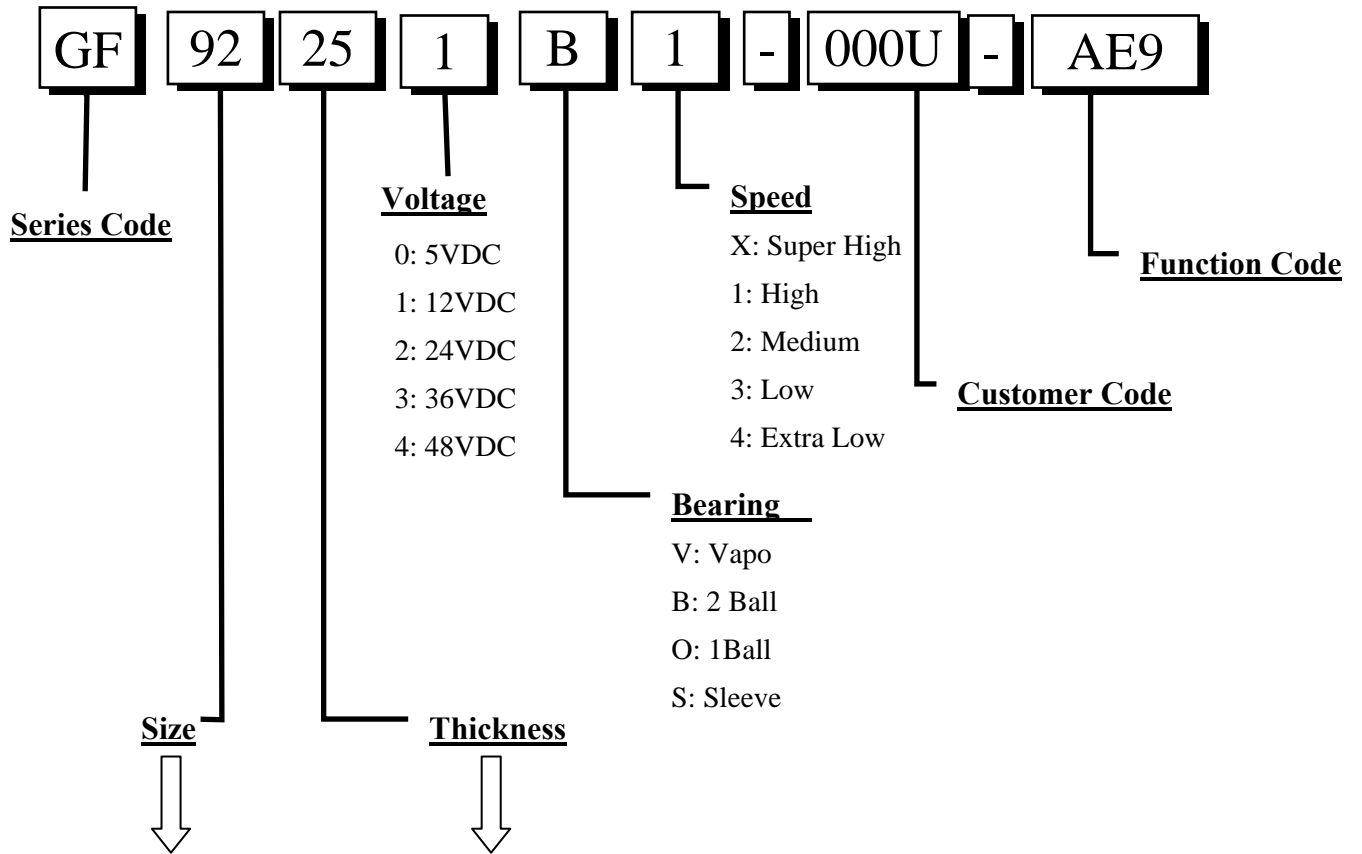 GF 92 25 1 B 1 - 000U - AE9
Series Code
Voltage
0: 5VDC
1: 12VDC
2: 24VDC
3: 36VDC
4: 48VDC
Speed
X: Super High
1: High
2: Medium
3: Low
4: Extra Low
Function Code
Customer Code
Bearing
V: Vapo
B: 2 Ball
O: 1Ball
S: Sleeve
Size
Thickness